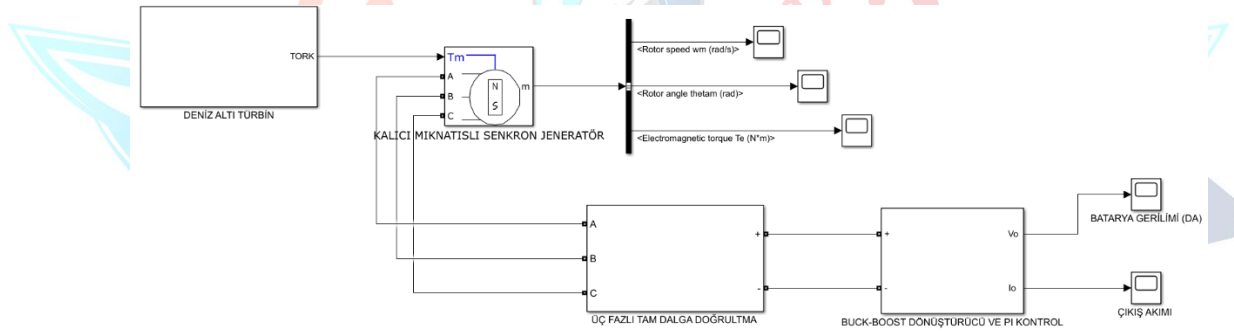 TORK
DENİZ ALTI TÜRBİN
Tm
A
B
C
N
S
m
KALICI MIKNATISLI SENKRON JENERATÖR
<Rotor speed wm (rad/s)>
<Rotor angle thetam (rad)>
<Electromagnetic torque Te (N*m)>
A
B
C
+
-
ÜÇ FAZLI TAM DALGA DOĞRULTMA
+
-
Vo
Io
BUCK-BOOST DÖNÜŞTÜRÜCÜ VE PI KONTROL
BATARYA GERİLİMİ (DA)
ÇIKIŞ AKIMI